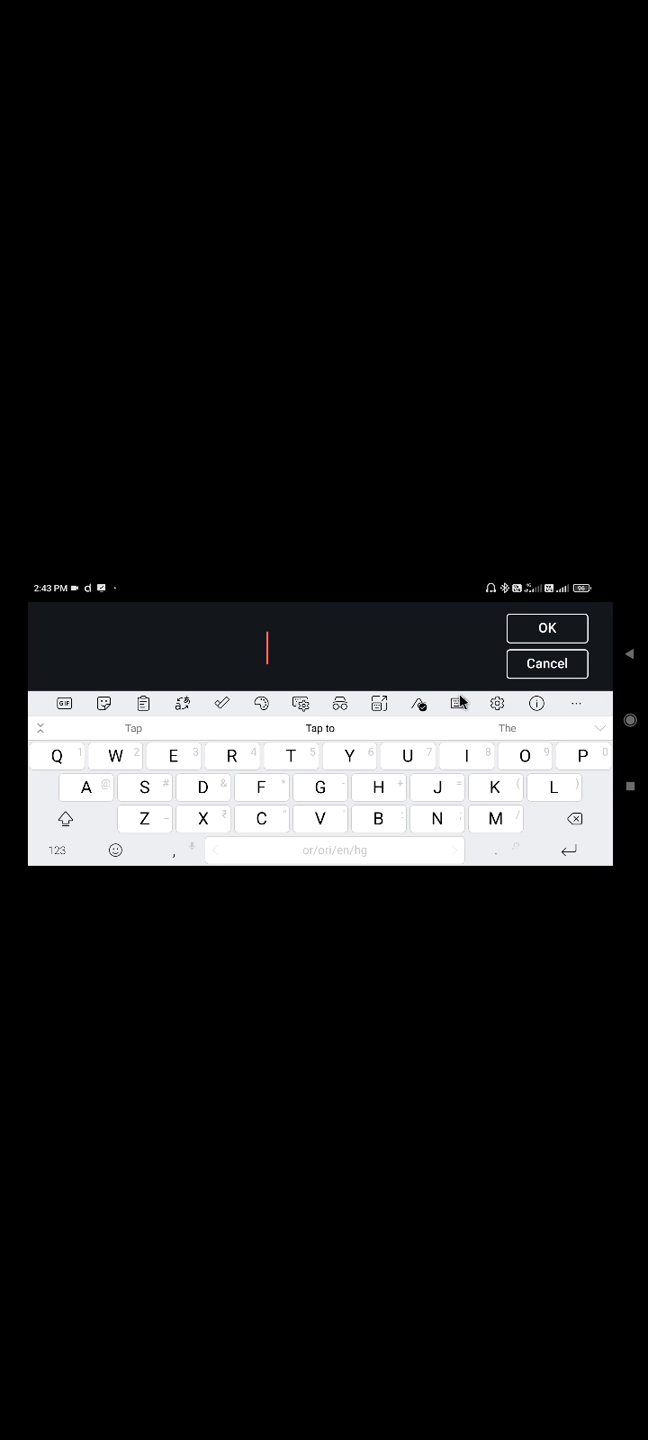 2:43 PM
OK
Cancel
GIF
Tap Tap to The
Q 1 W 2 E 3 R 4 T 5 Y 6 U 7 I 8 O 9 P 0
A @ S # D & F * G - H + J = K ( L )
Z _ X ₹ C " V ' B : N ; M /
123 , or/ori/en/hg . !?